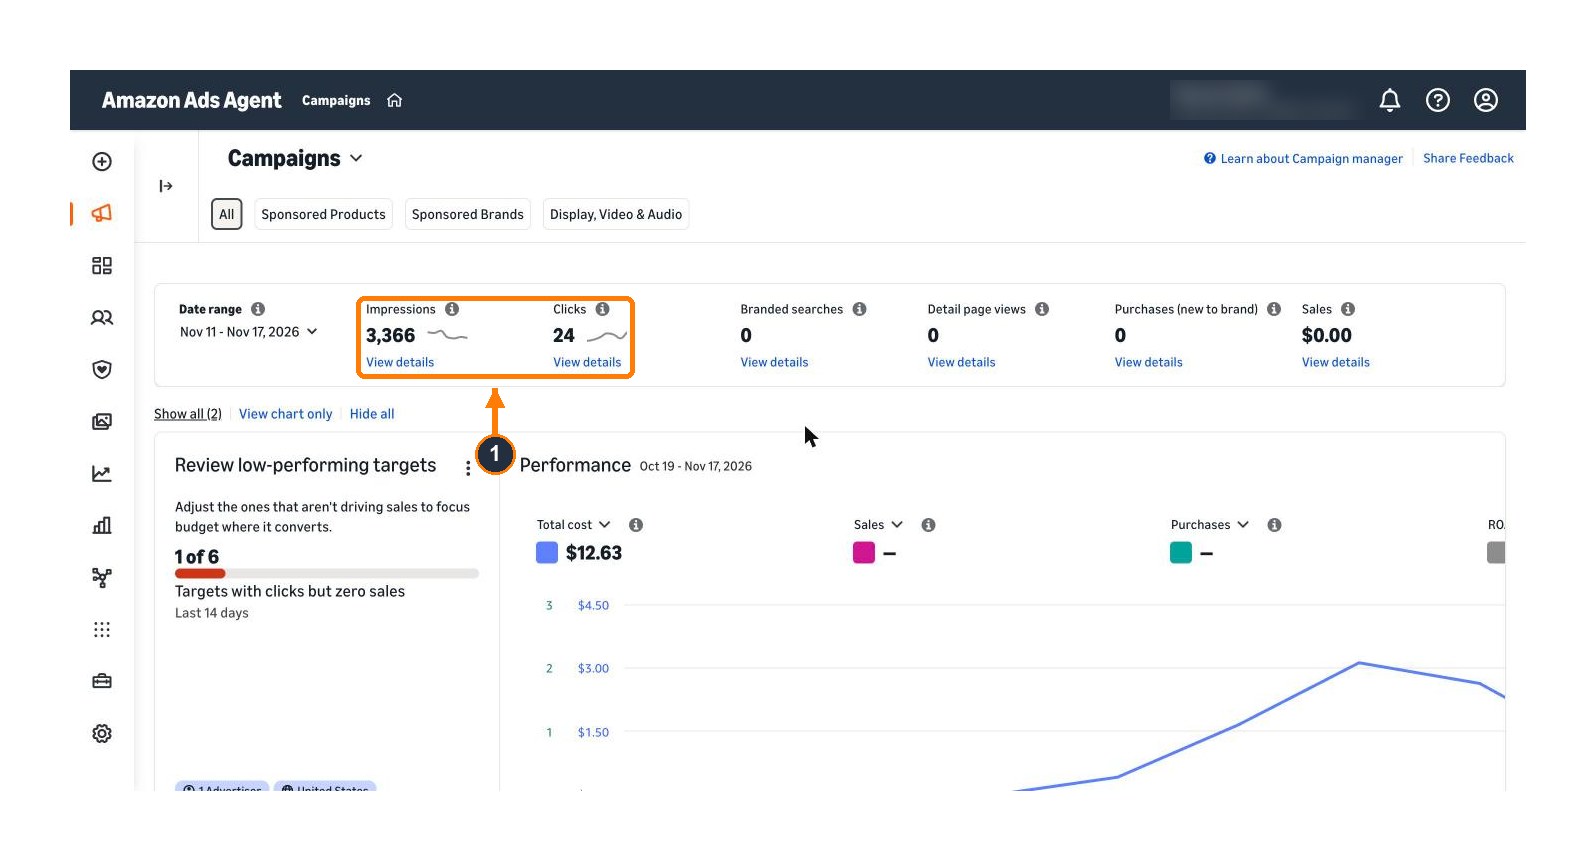 Amazon Ads Agent Campaigns
Campaigns
Learn about Campaign manager Share Feedback
All Sponsored Products Sponsored Brands Display, Video & Audio
Date range Impressions Clicks Branded searches Detail page views Purchases (new to brand) Sales
Nov 11 - Nov 17, 2026 3,366 24 0 0 0 $0.00
View details View details View details View details View details View details
Show all (2) View chart only Hide all
1
Review low-performing targets
Adjust the ones that aren't driving sales to focus
budget where it converts.
1 of 6
Targets with clicks but zero sales
Last 14 days
1 Advertiser United States
Performance Oct 19 - Nov 17, 2026
Total cost Sales Purchases RO
$12.63 – –
3 $4.50
2 $3.00
1 $1.50